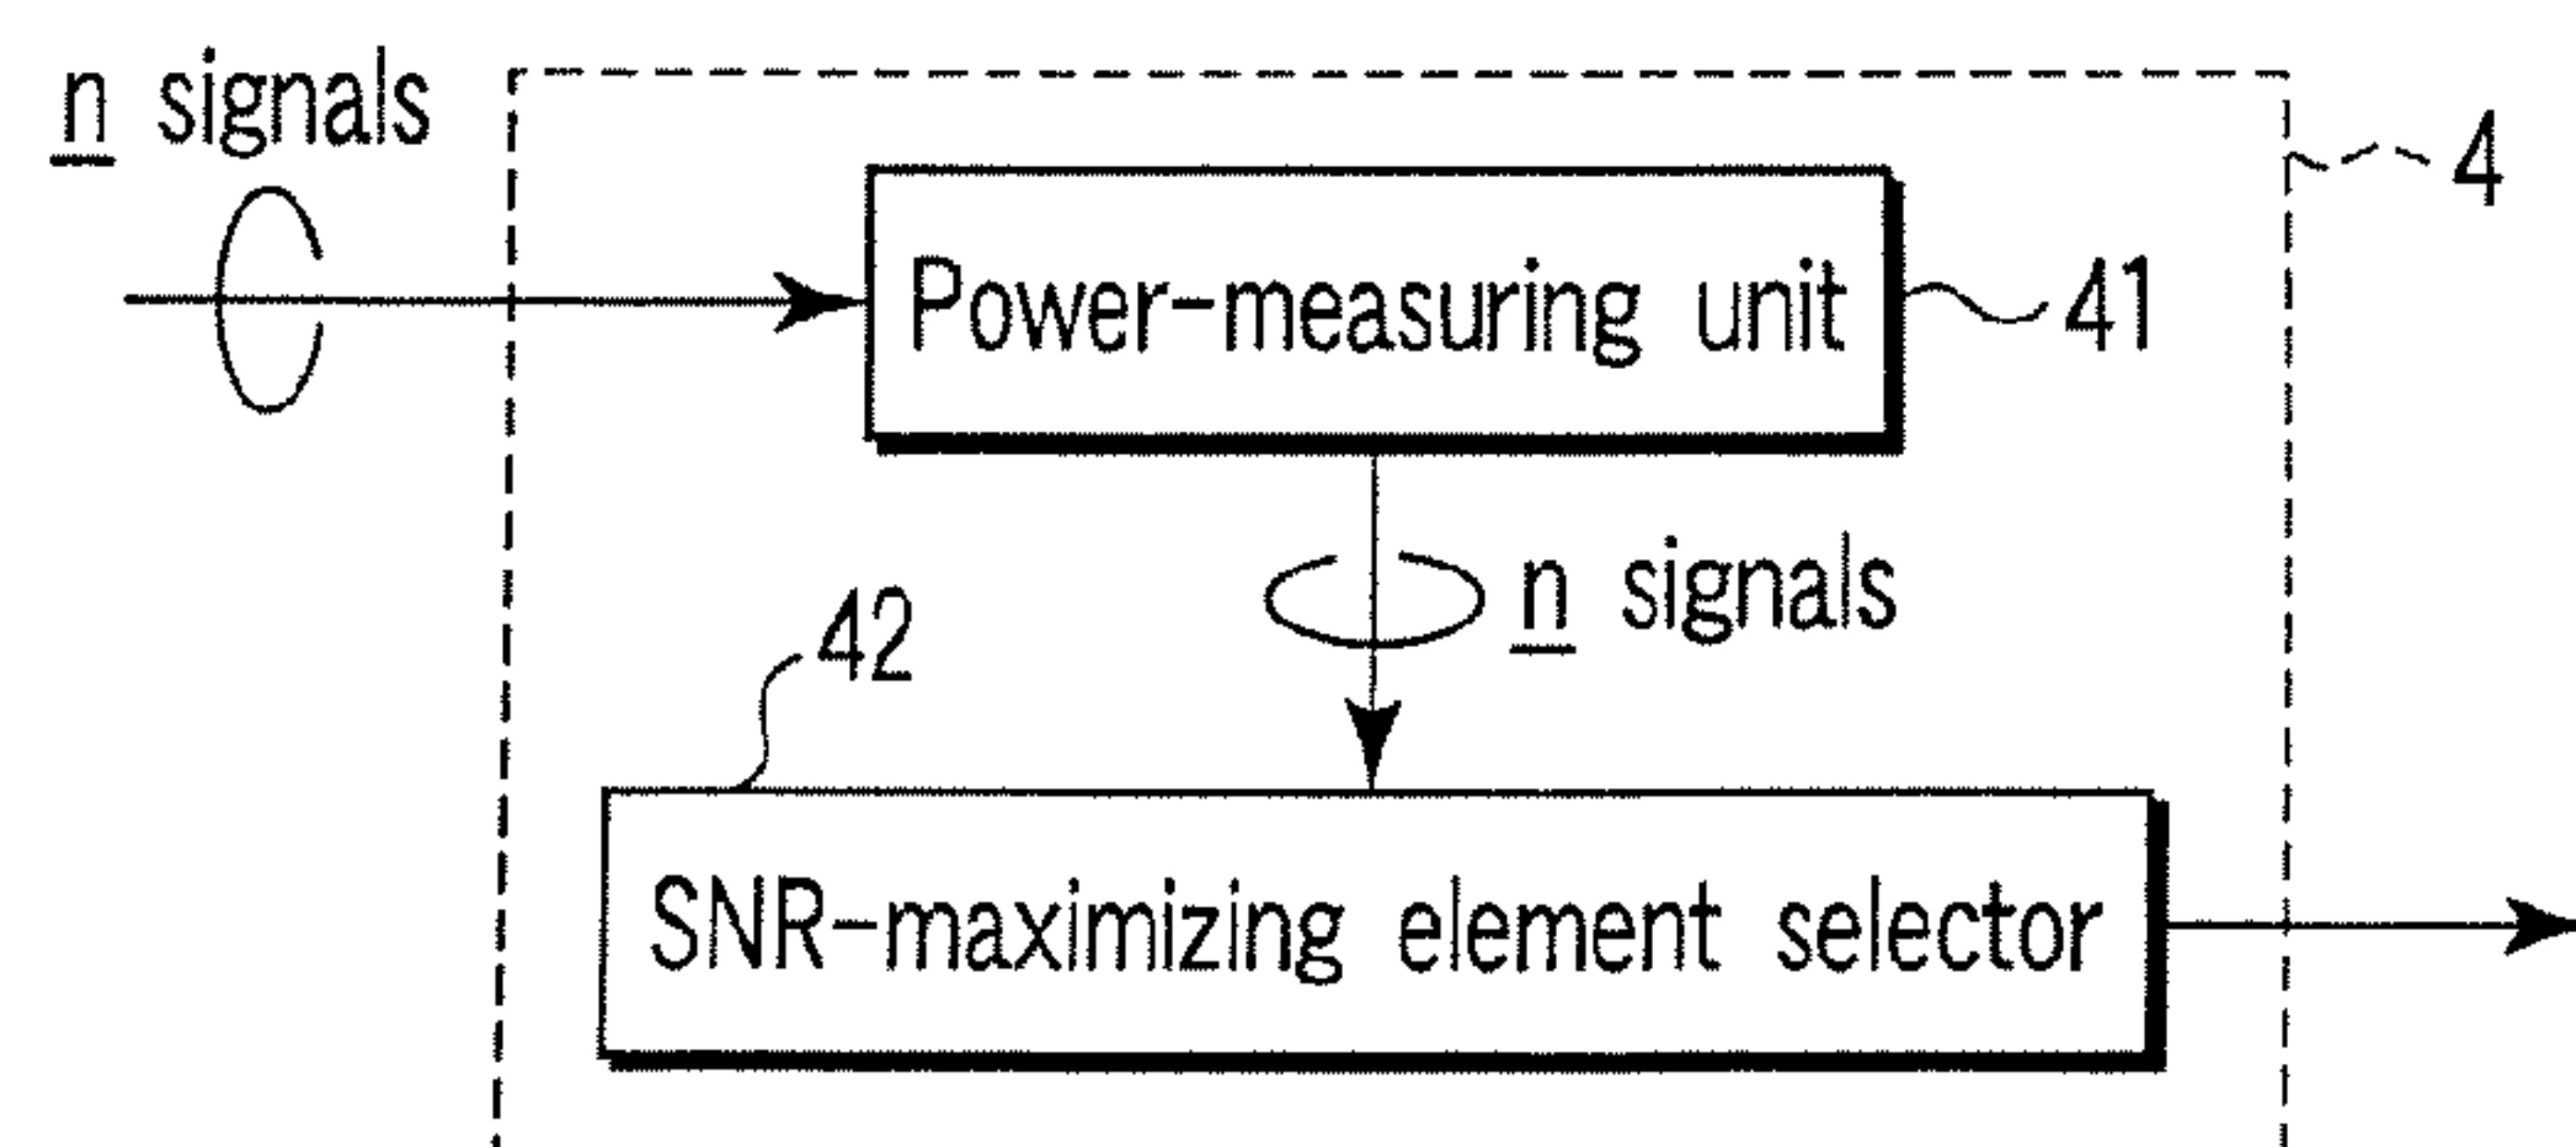 n signals
4
Power-measuring unit
41
n signals
42
SNR-maximizing element selector